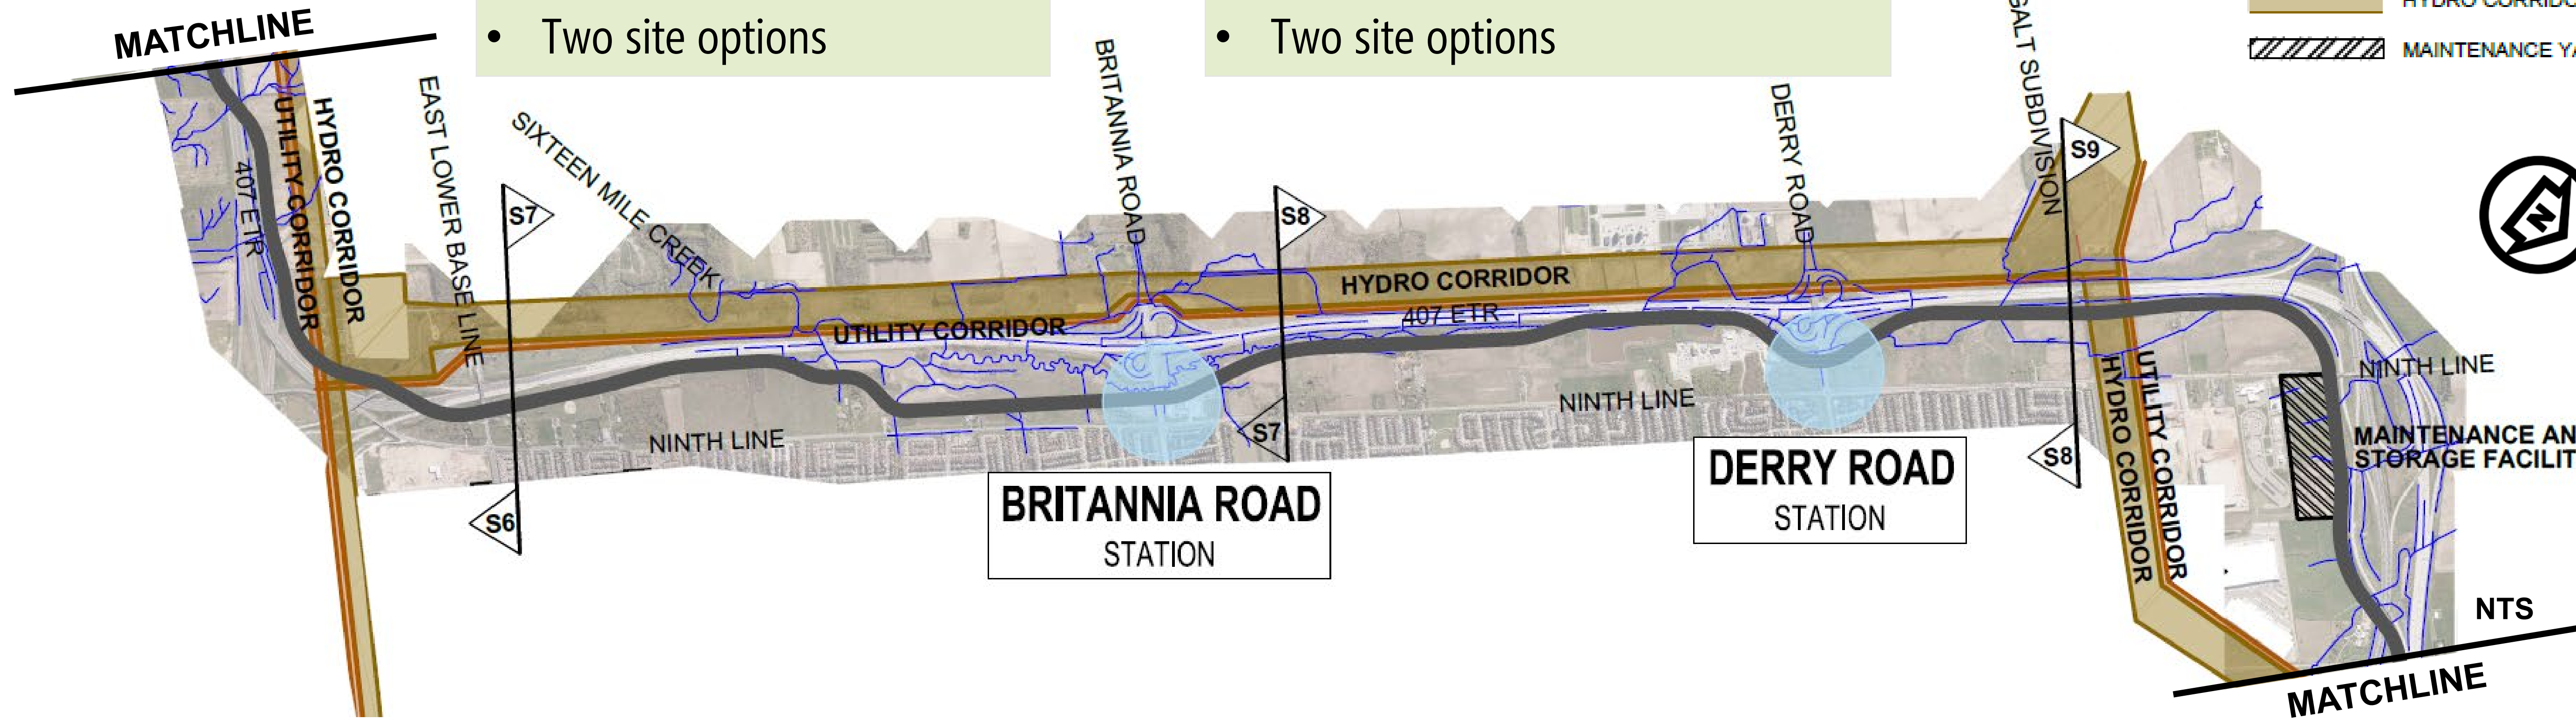 MATCHLINE
• Two site options
• Two site options
MAINTENANCE
UTILITY CORRIDOR
HYDRO CORRIDOR
407 ETR
EAST LOWER BASE LINE
SIXTEEN MILE CREEK
BRITANNIA ROAD
DERRY ROAD
SUBDIVISION
S7
S8
S9
HYDRO CORRIDOR
407 ETR
UTILITY CORRIDOR
NINTH LINE
NINTH LINE
NINTH LINE
S6
S7
S8
N
BRITANNIA ROAD
STATION
DERRY ROAD
STATION
HYDRO CORRIDOR
UTILITY CORRIDOR
MAINTENANCE AN
STORAGE FACILIT
NTS
MATCHLINE